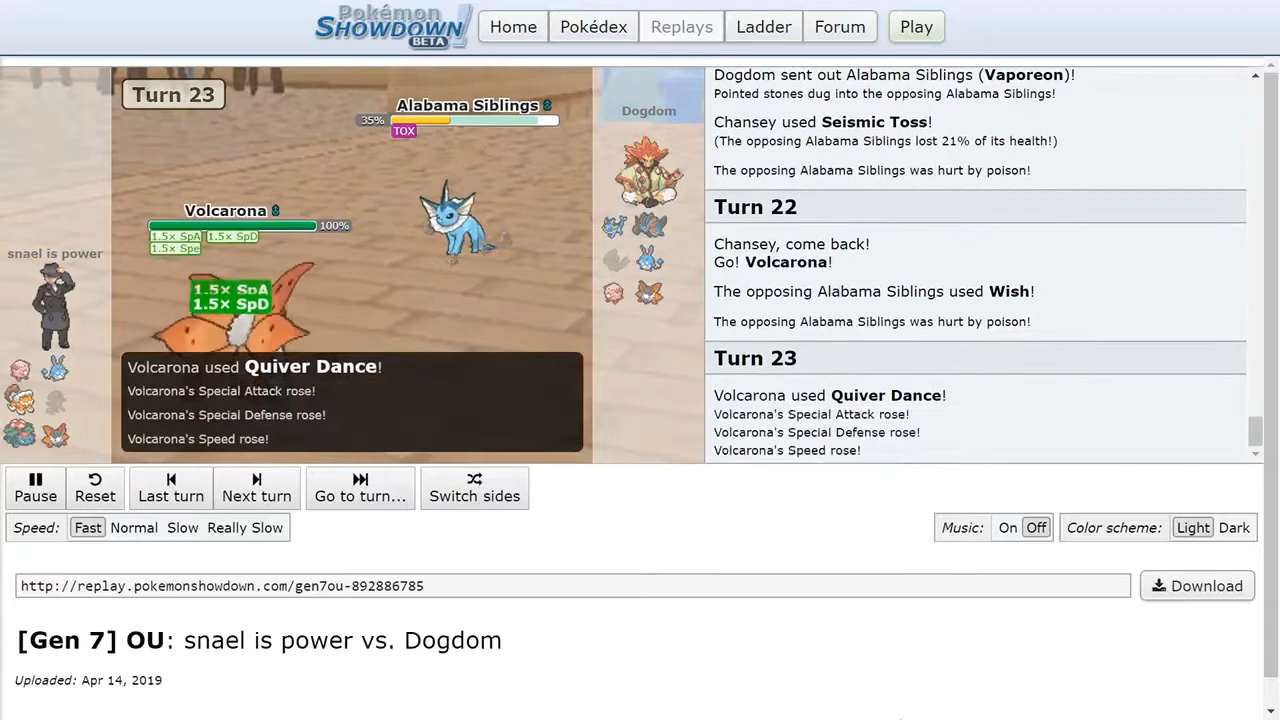 Pokémon
SHOWDOWN!
BETA
Home
Pokédex
Replays
Ladder
Forum
Play
Turn 23
Alabama Siblings
35%
TOX
Volcarona
100%
1.5× SpA
1.5× SpD
1.5× Spe
1.5× SpA
1.5× SpD
snael is power
Dogdom
Volcarona used Quiver Dance!
Volcarona's Special Attack rose!
Volcarona's Special Defense rose!
Volcarona's Speed rose!
Dogdom sent out Alabama Siblings (Vaporeon)!
Pointed stones dug into the opposing Alabama Siblings!
Chansey used Seismic Toss!
(The opposing Alabama Siblings lost 21% of its health!)
The opposing Alabama Siblings was hurt by poison!
Turn 22
Chansey, come back!
Go! Volcarona!
The opposing Alabama Siblings used Wish!
The opposing Alabama Siblings was hurt by poison!
Turn 23
Volcarona used Quiver Dance!
Volcarona's Special Attack rose!
Volcarona's Special Defense rose!
Volcarona's Speed rose!
Pause
Reset
Last turn
Next turn
Go to turn...
Switch sides
Speed: Fast Normal Slow Really Slow
Music: On Off
Color scheme: Light Dark
http://replay.pokemonshowdown.com/gen7ou-892886785
Download
[Gen 7] OU: snael is power vs. Dogdom
Uploaded: Apr 14, 2019